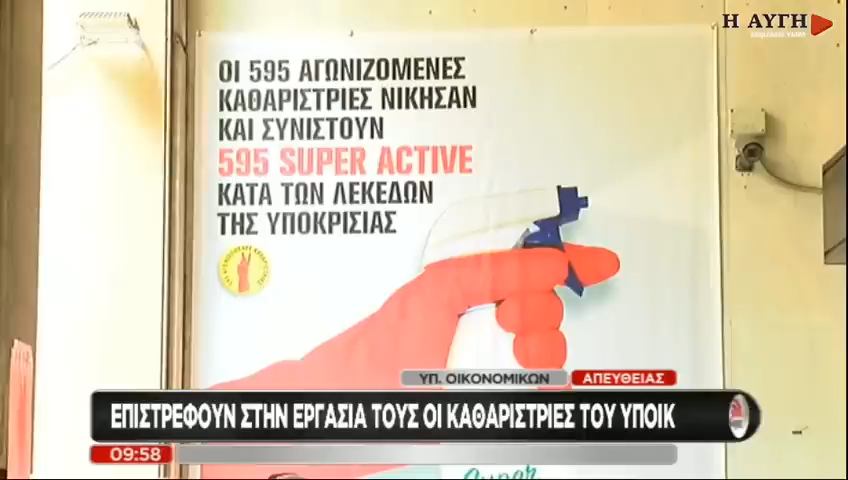 Η ΑΥΓΗ
ΟΙ 595 ΑΓΩΝΙΖΟΜΕΝΕΣ
ΚΑΘΑΡΙΣΤΡΙΕΣ ΝΙΚΗΣΑΝ
ΚΑΙ ΣΥΝΙΣΤΟΥΝ
595 SUPER ACTIVE
ΚΑΤΑ ΤΩΝ ΛΕΚΕΔΩΝ
ΤΗΣ ΥΠΟΚΡΙΣΙΑΣ
ΥΠ. ΟΙΚΟΝΟΜΙΚΩΝ
ΑΠΕΥΘΕΙΑΣ
ΕΠΙΣΤΡΕΦΟΥΝ ΣΤΗΝ ΕΡΓΑΣΙΑ ΤΟΥΣ ΟΙ ΚΑΘΑΡΙΣΤΡΙΕΣ ΤΟΥ ΥΠΟΙΚ
09:58
Super